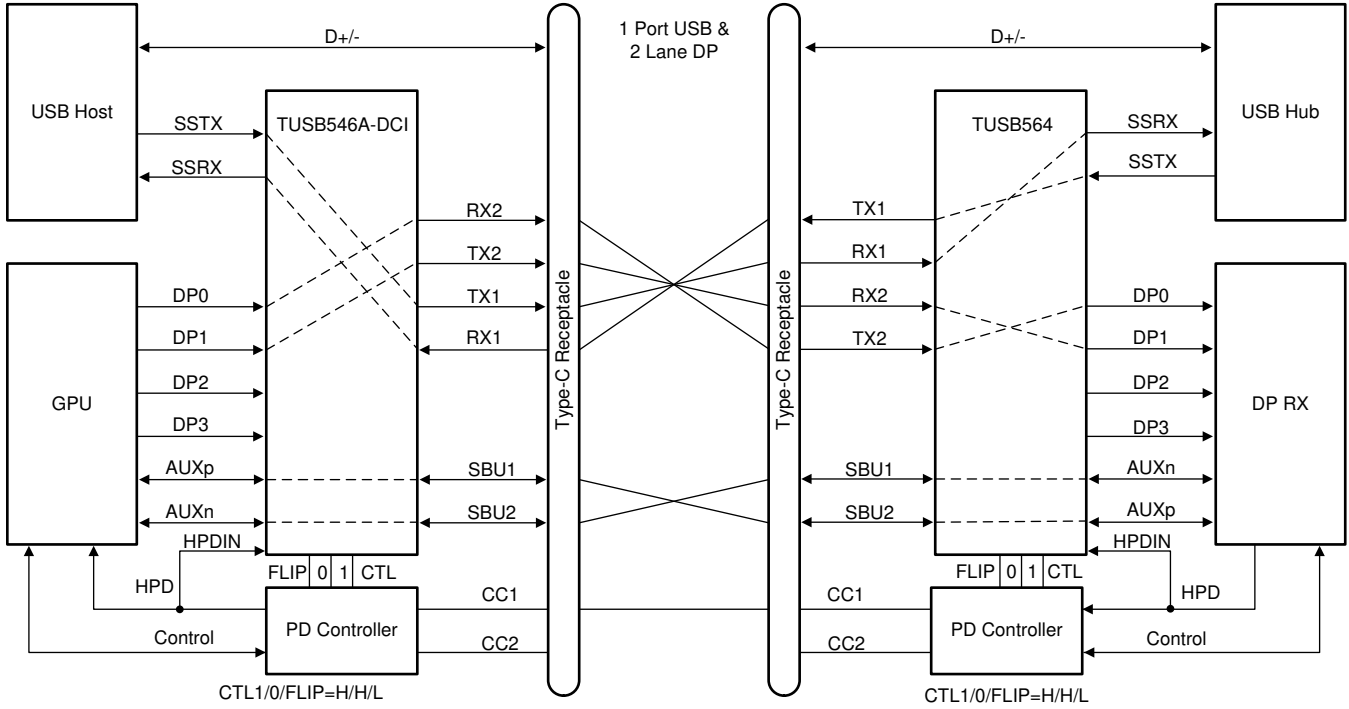 1 Port USB &
2 Lane DP
D+/-
D+/-
USB Host
TUSB546A-DCI
TUSB564
USB Hub
SSTX
SSRX
SSRX
SSTX
RX2
TX2
TX1
RX1
TX1
RX1
RX2
TX2
GPU
DP0
DP1
DP2
DP3
AUXp
AUXn
HPDIN
SBU1
SBU2
Type-C Receptacle
Type-C Receptacle
SBU1
SBU2
DP0
DP1
DP2
DP3
AUXn
AUXp
HPDIN
DP RX
FLIP 0 1 CTL
FLIP 0 1 CTL
HPD
Control
PD Controller
CC1
CC2
CC1
CC2
PD Controller
HPD
Control
CTL1/0/FLIP=H/H/L
CTL1/0/FLIP=H/H/L